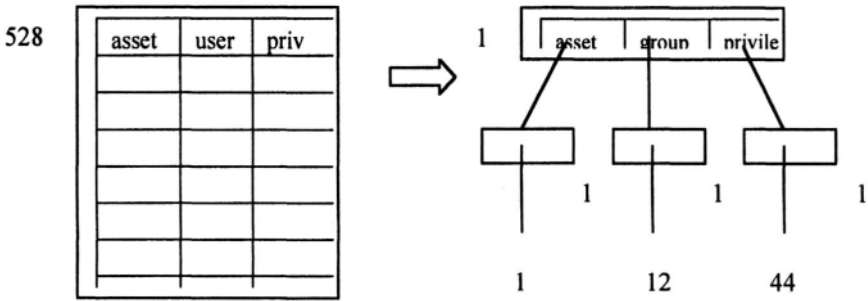 528
asset user priv
1
asset group privile
1 1 1
1 12 44